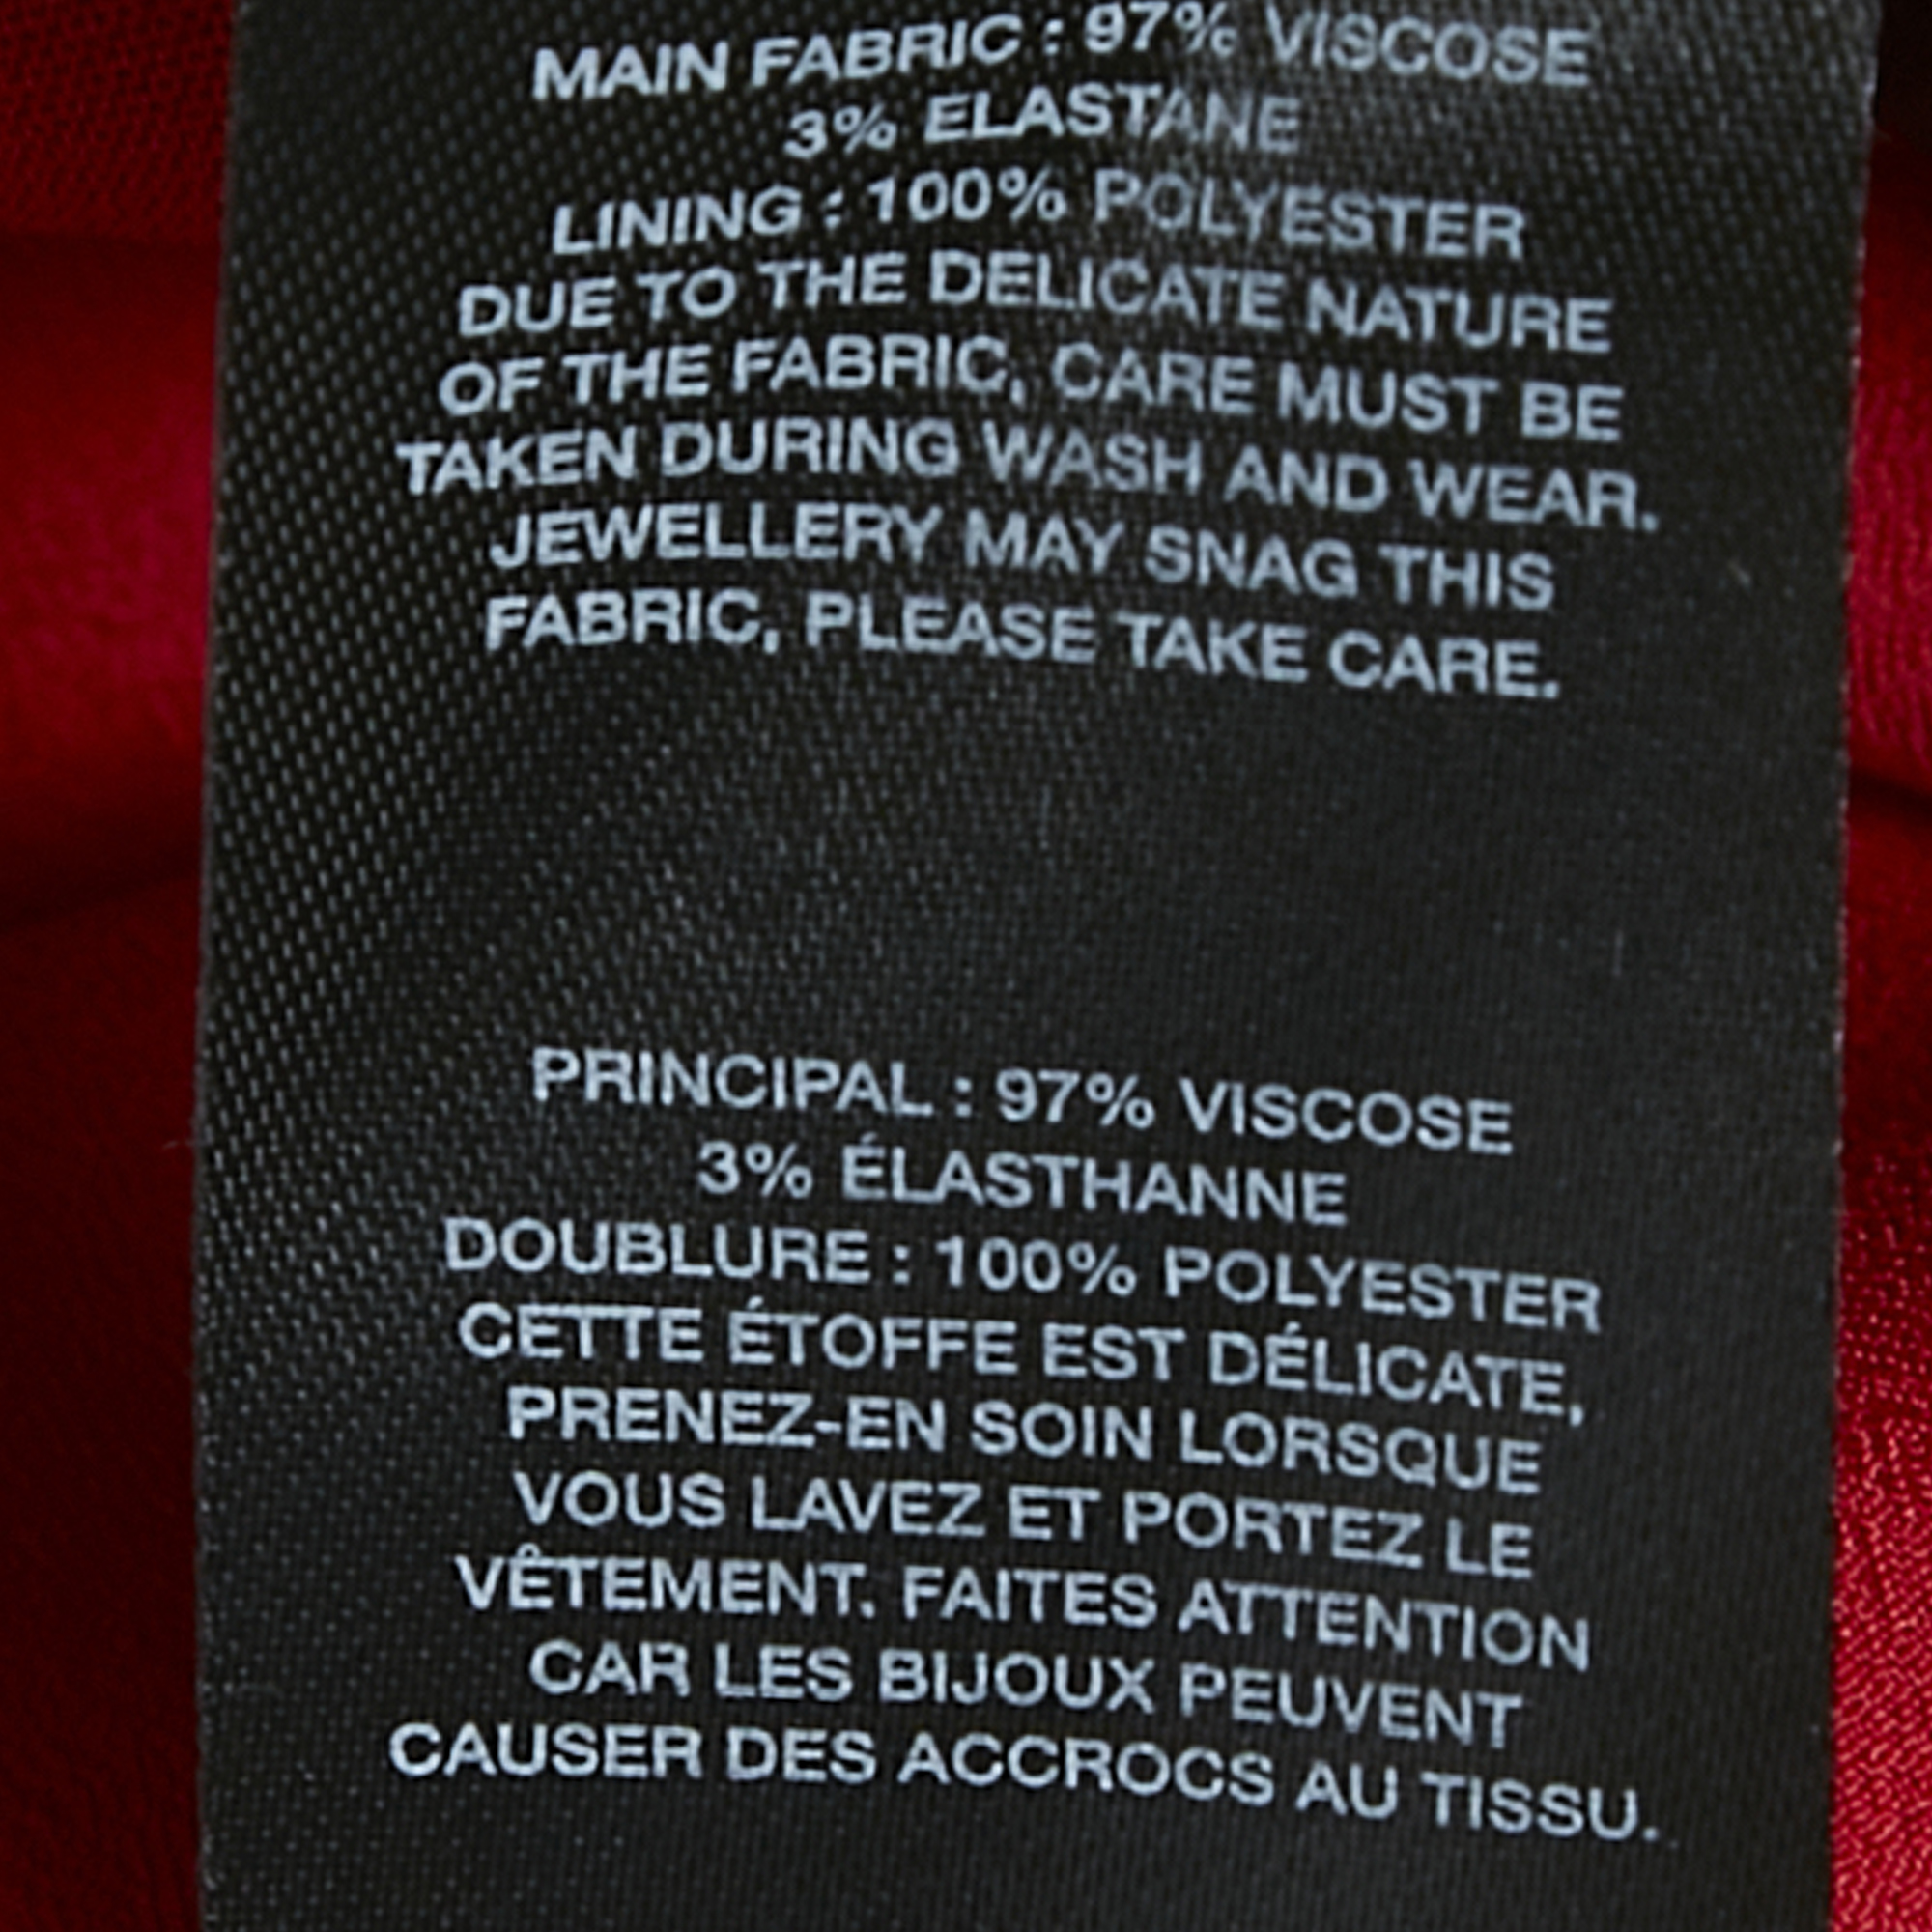 MAIN FABRIC : 97% VISCOSE
3% ELASTANE
LINING : 100% POLYESTER
DUE TO THE DELICATE NATURE
OF THE FABRIC, CARE MUST BE
TAKEN DURING WASH AND WEAR.
JEWELLERY MAY SNAG THIS
FABRIC, PLEASE TAKE CARE.
PRINCIPAL : 97% VISCOSE
3% ÉLASTHANNE
DOUBLURE : 100% POLYESTER
CETTE ÉTOFFE EST DÉLICATE,
PRENEZ-EN SOIN LORSQUE
VOUS LAVEZ ET PORTEZ LE
VÊTEMENT. FAITES ATTENTION
CAR LES BIJOUX PEUVENT
CAUSER DES ACCROCS AU TISSU.